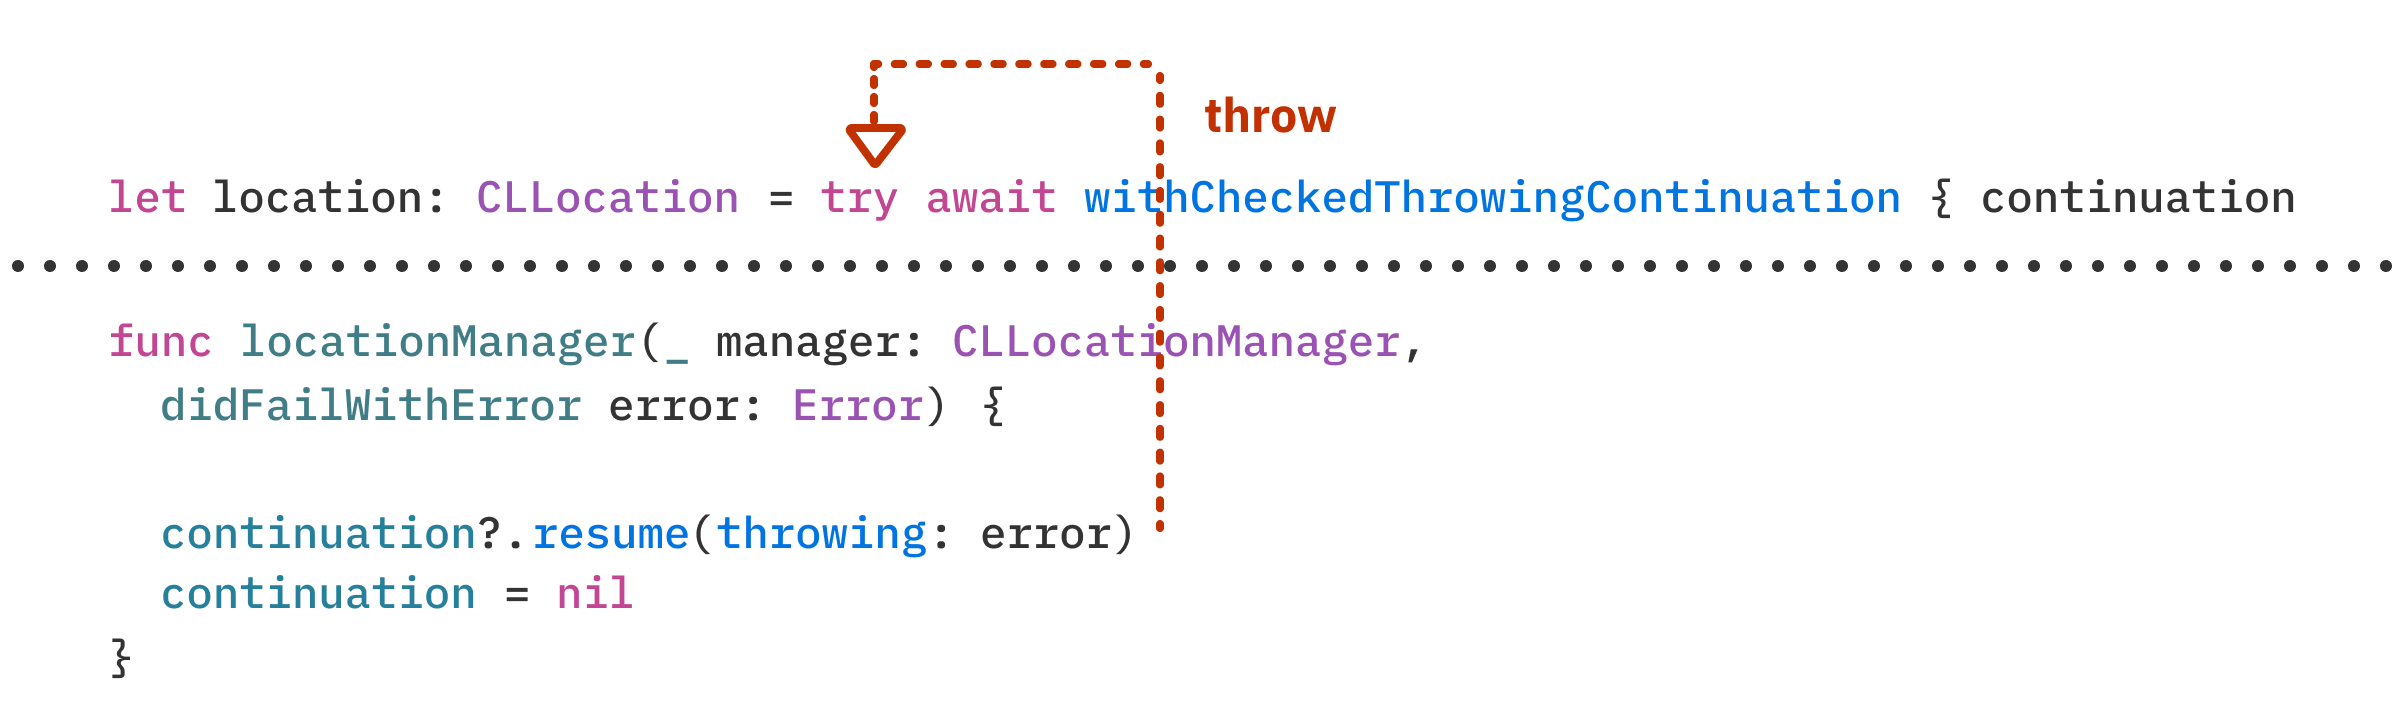 throw
let location: CLLocation = try await withCheckedThrowingContinuation { continuation
func locationManager(_ manager: CLLocationManager,
didFailWithError error: Error) {
continuation?.resume(throwing: error)
continuation = nil
}